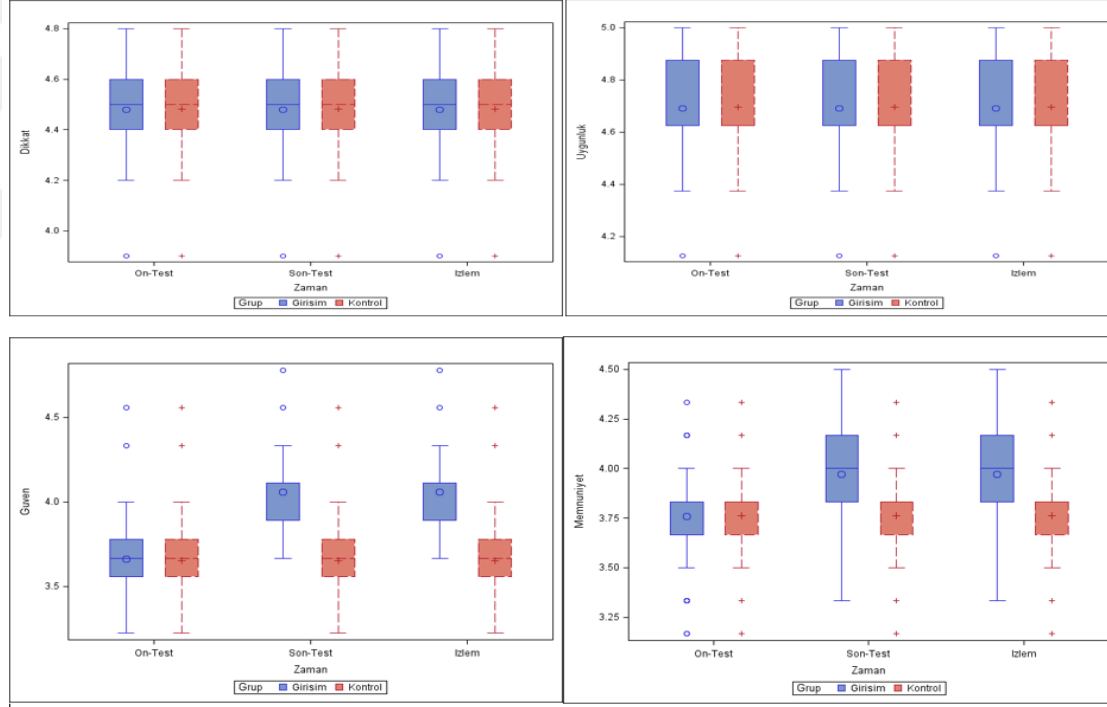 Dikkat
4.8
4.6
4.4
4.2
4.0
On-Test Son-Test Izlem
Zaman
Grup Girisim Kontrol
Uygunluk
5.0
4.8
4.6
4.4
4.2
On-Test Son-Test Izlem
Zaman
Grup Girisim Kontrol
Guven
4.5
4.0
3.5
On-Test Son-Test Izlem
Zaman
Grup Girisim Kontrol
Memnuniyet
4.50
4.25
4.00
3.75
3.50
3.25
On-Test Son-Test Izlem
Zaman
Grup Girisim Kontrol